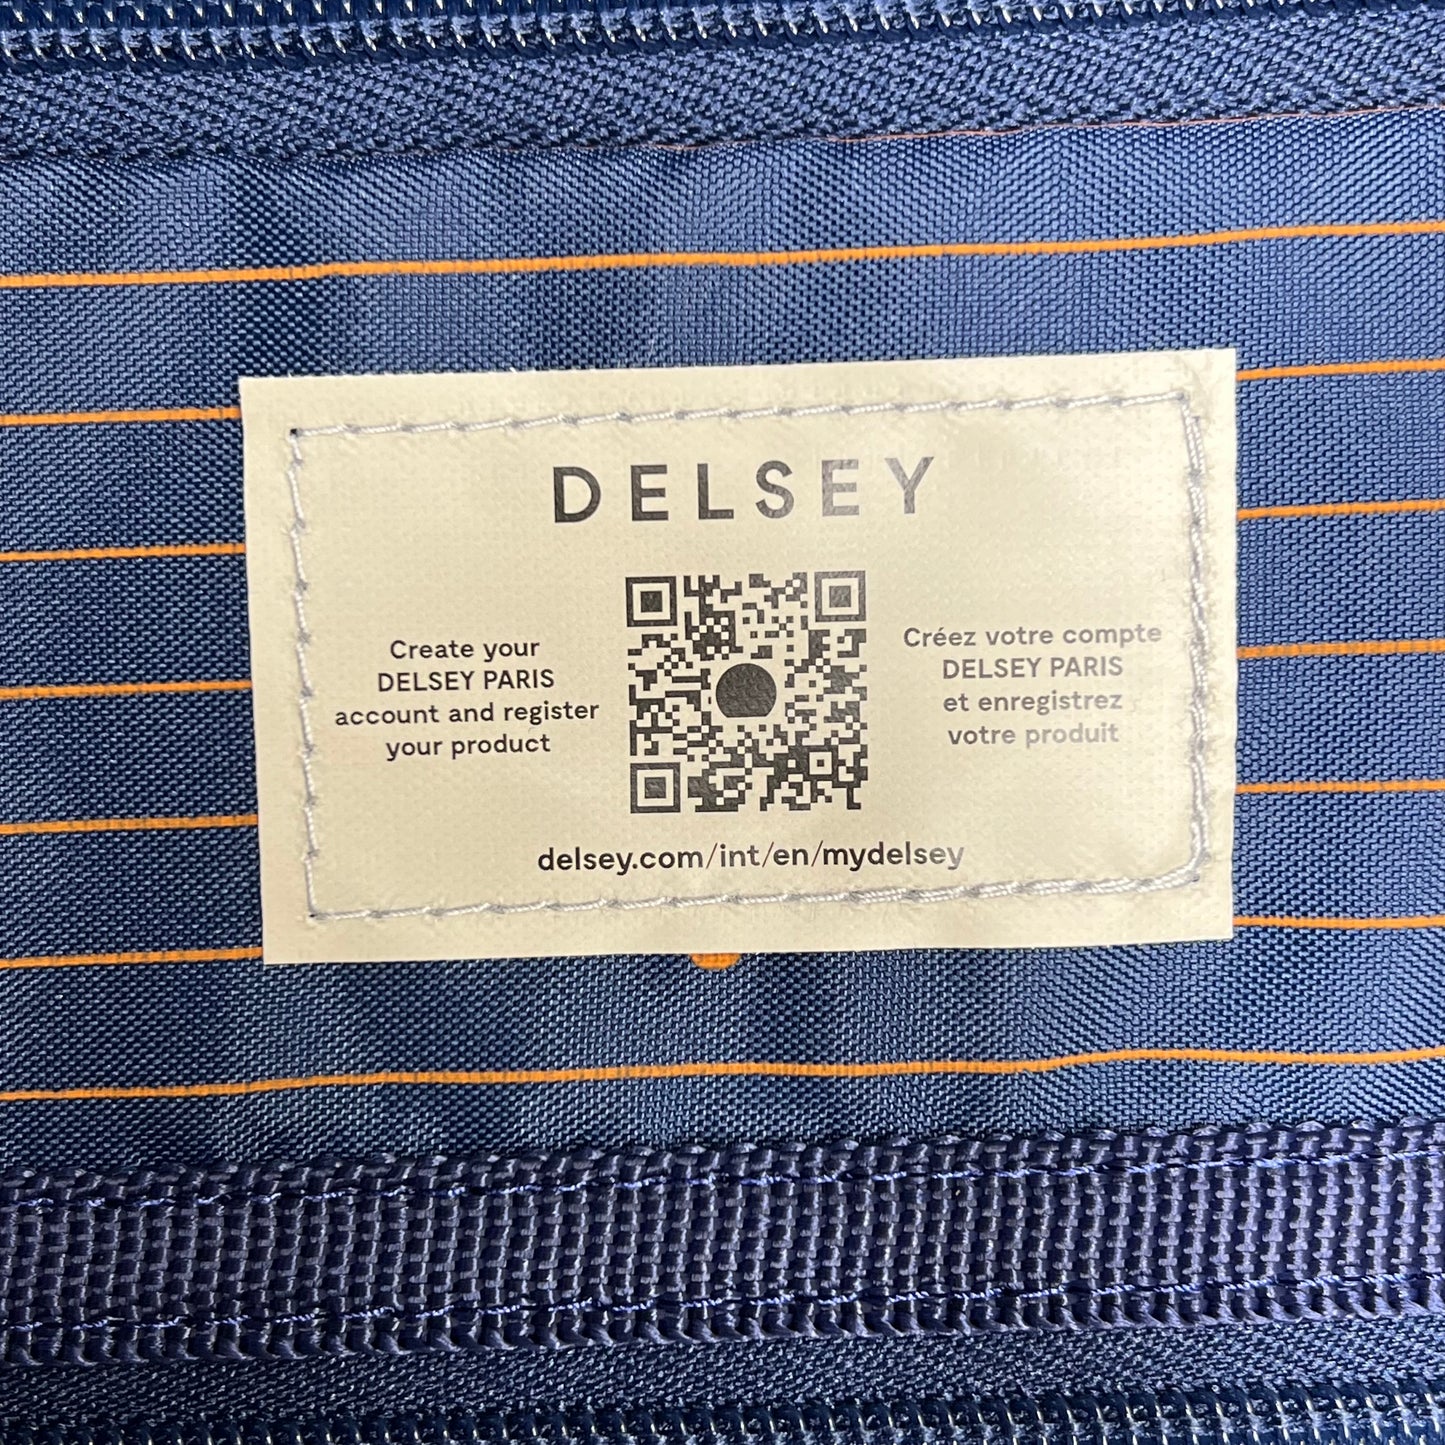 DELSEY
Create your
DELSEY PARIS
account and register
your product
Créez votre compte
DELSEY PARIS
et enregistrez
votre produit
delsey.com/int/en/mydelsey